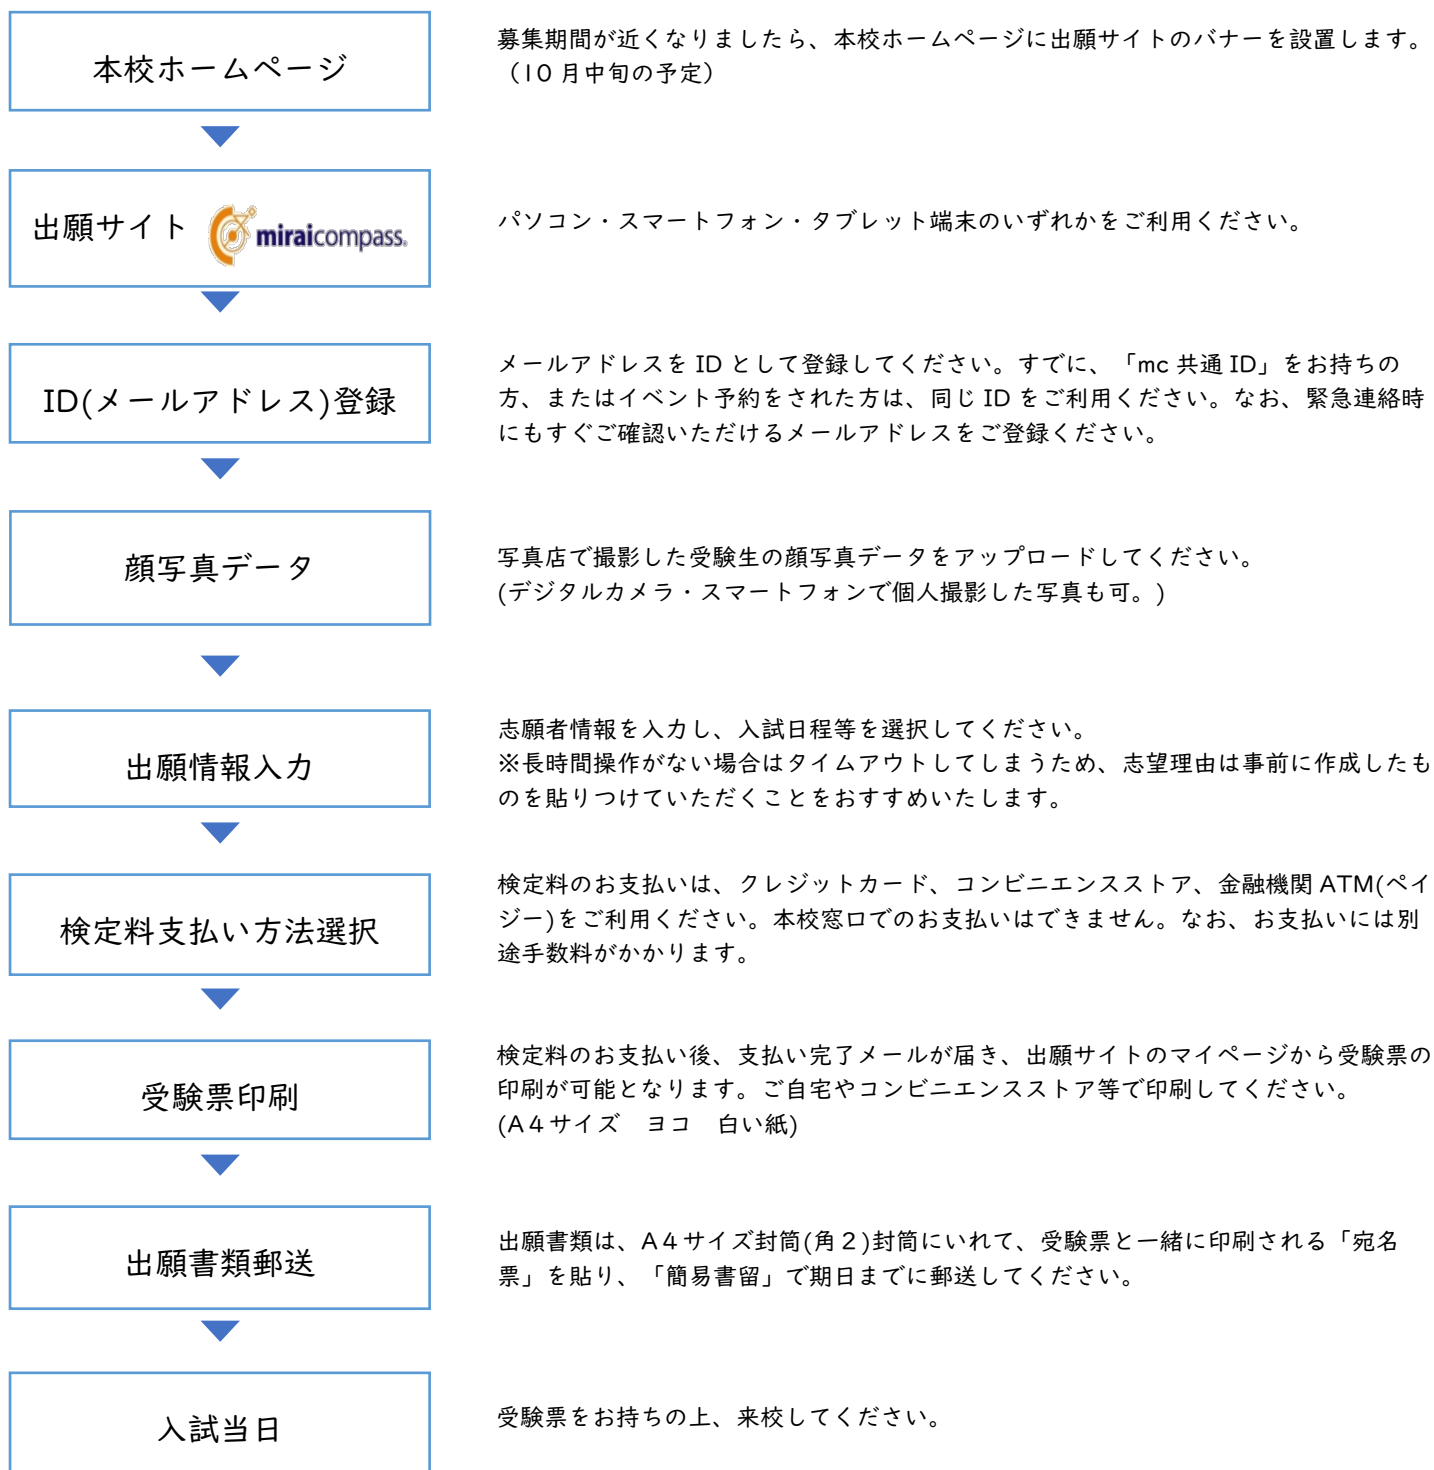 本校ホームページ
募集期間が近くなりましたら、本校ホームページに出願サイトのバナーを設置します。
（10月中旬の予定）
出願サイト miraicompass.
パソコン・スマートフォン・タブレット端末のいずれかをご利用ください。
ID(メールアドレス)登録
メールアドレスを ID として登録してください。すでに、「mc 共通 ID」をお持ちの
方、またはイベント予約をされた方は、同じ ID をご利用ください。なお、緊急連絡時
にもすぐご確認いただけるメールアドレスをご登録ください。
顔写真データ
写真店で撮影した受験生の顔写真データをアップロードしてください。
(デジタルカメラ・スマートフォンで個人撮影した写真も可。)
出願情報入力
志願者情報を入力し、入試日程等を選択してください。
※長時間操作がない場合はタイムアウトしてしまうため、志望理由は事前に作成したも
のを貼りつけていただくことをおすすめいたします。
検定料支払い方法選択
検定料のお支払いは、クレジットカード、コンビニエンスストア、金融機関 ATM(ペイ
ジー)をご利用ください。本校窓口でのお支払いはできません。なお、お支払いには別
途手数料がかかります。
受験票印刷
検定料のお支払い後、支払い完了メールが届き、出願サイトのマイページから受験票の
印刷が可能となります。ご自宅やコンビニエンスストア等で印刷してください。
(A４サイズ　ヨコ　白い紙)
出願書類郵送
出願書類は、A４サイズ封筒(角２)封筒にいれて、受験票と一緒に印刷される「宛名
票」を貼り、「簡易書留」で期日までに郵送してください。
入試当日
受験票をお持ちの上、来校してください。